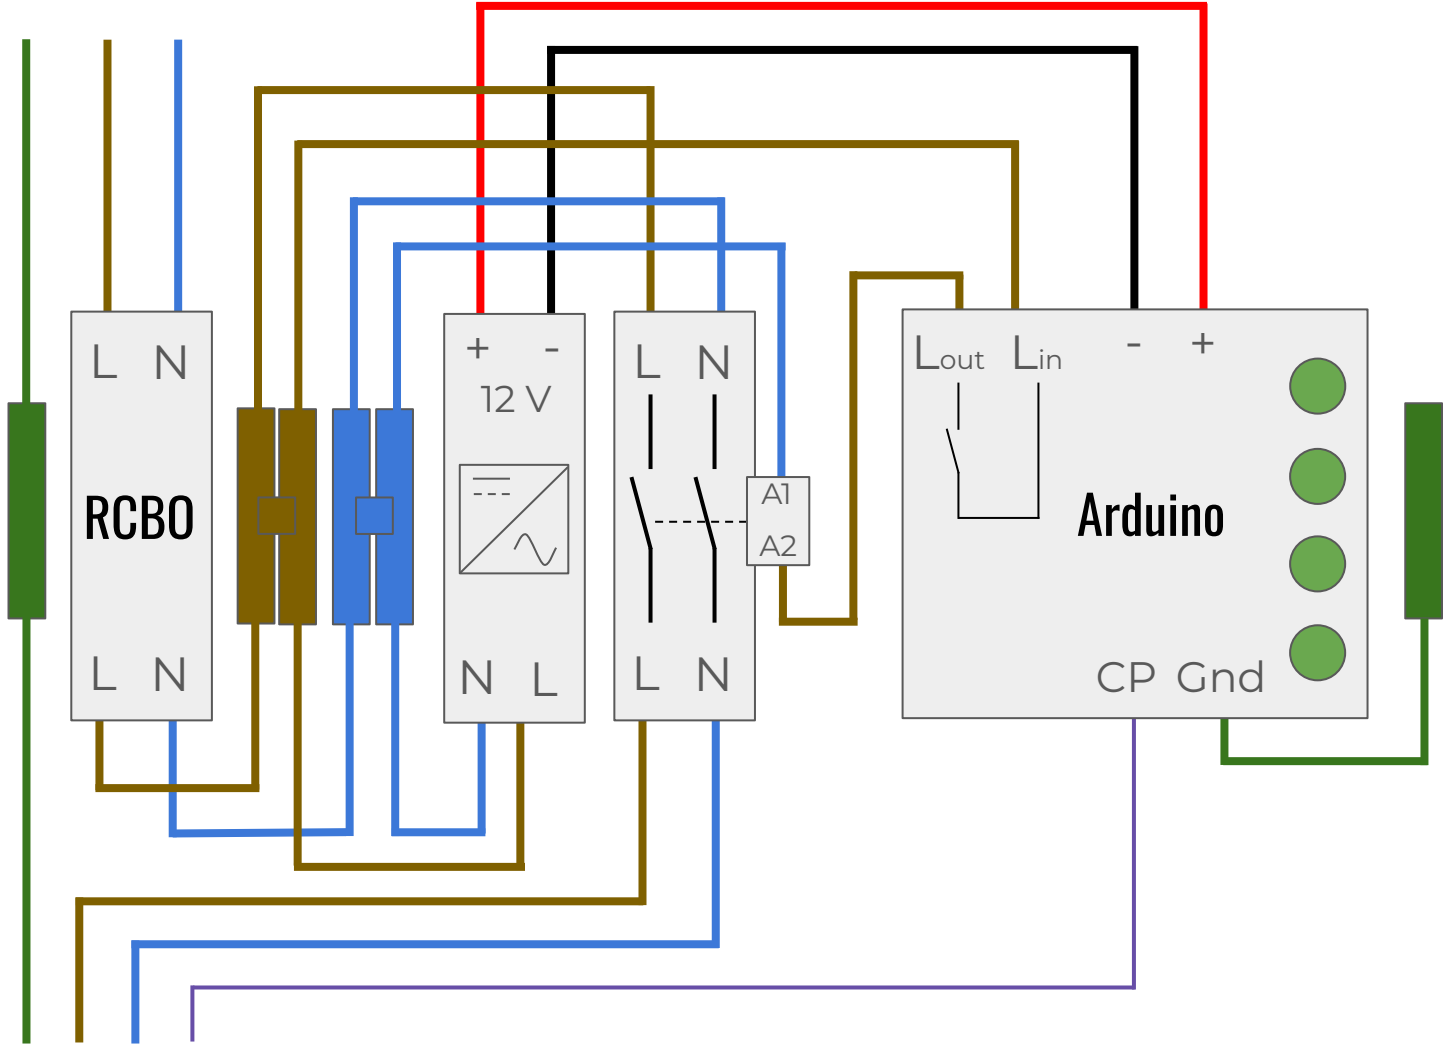 L N
RCBO
L N
+ -
12 V
N L
L N
A1
A2
L N
Lout Lin - +
Arduino
CP Gnd